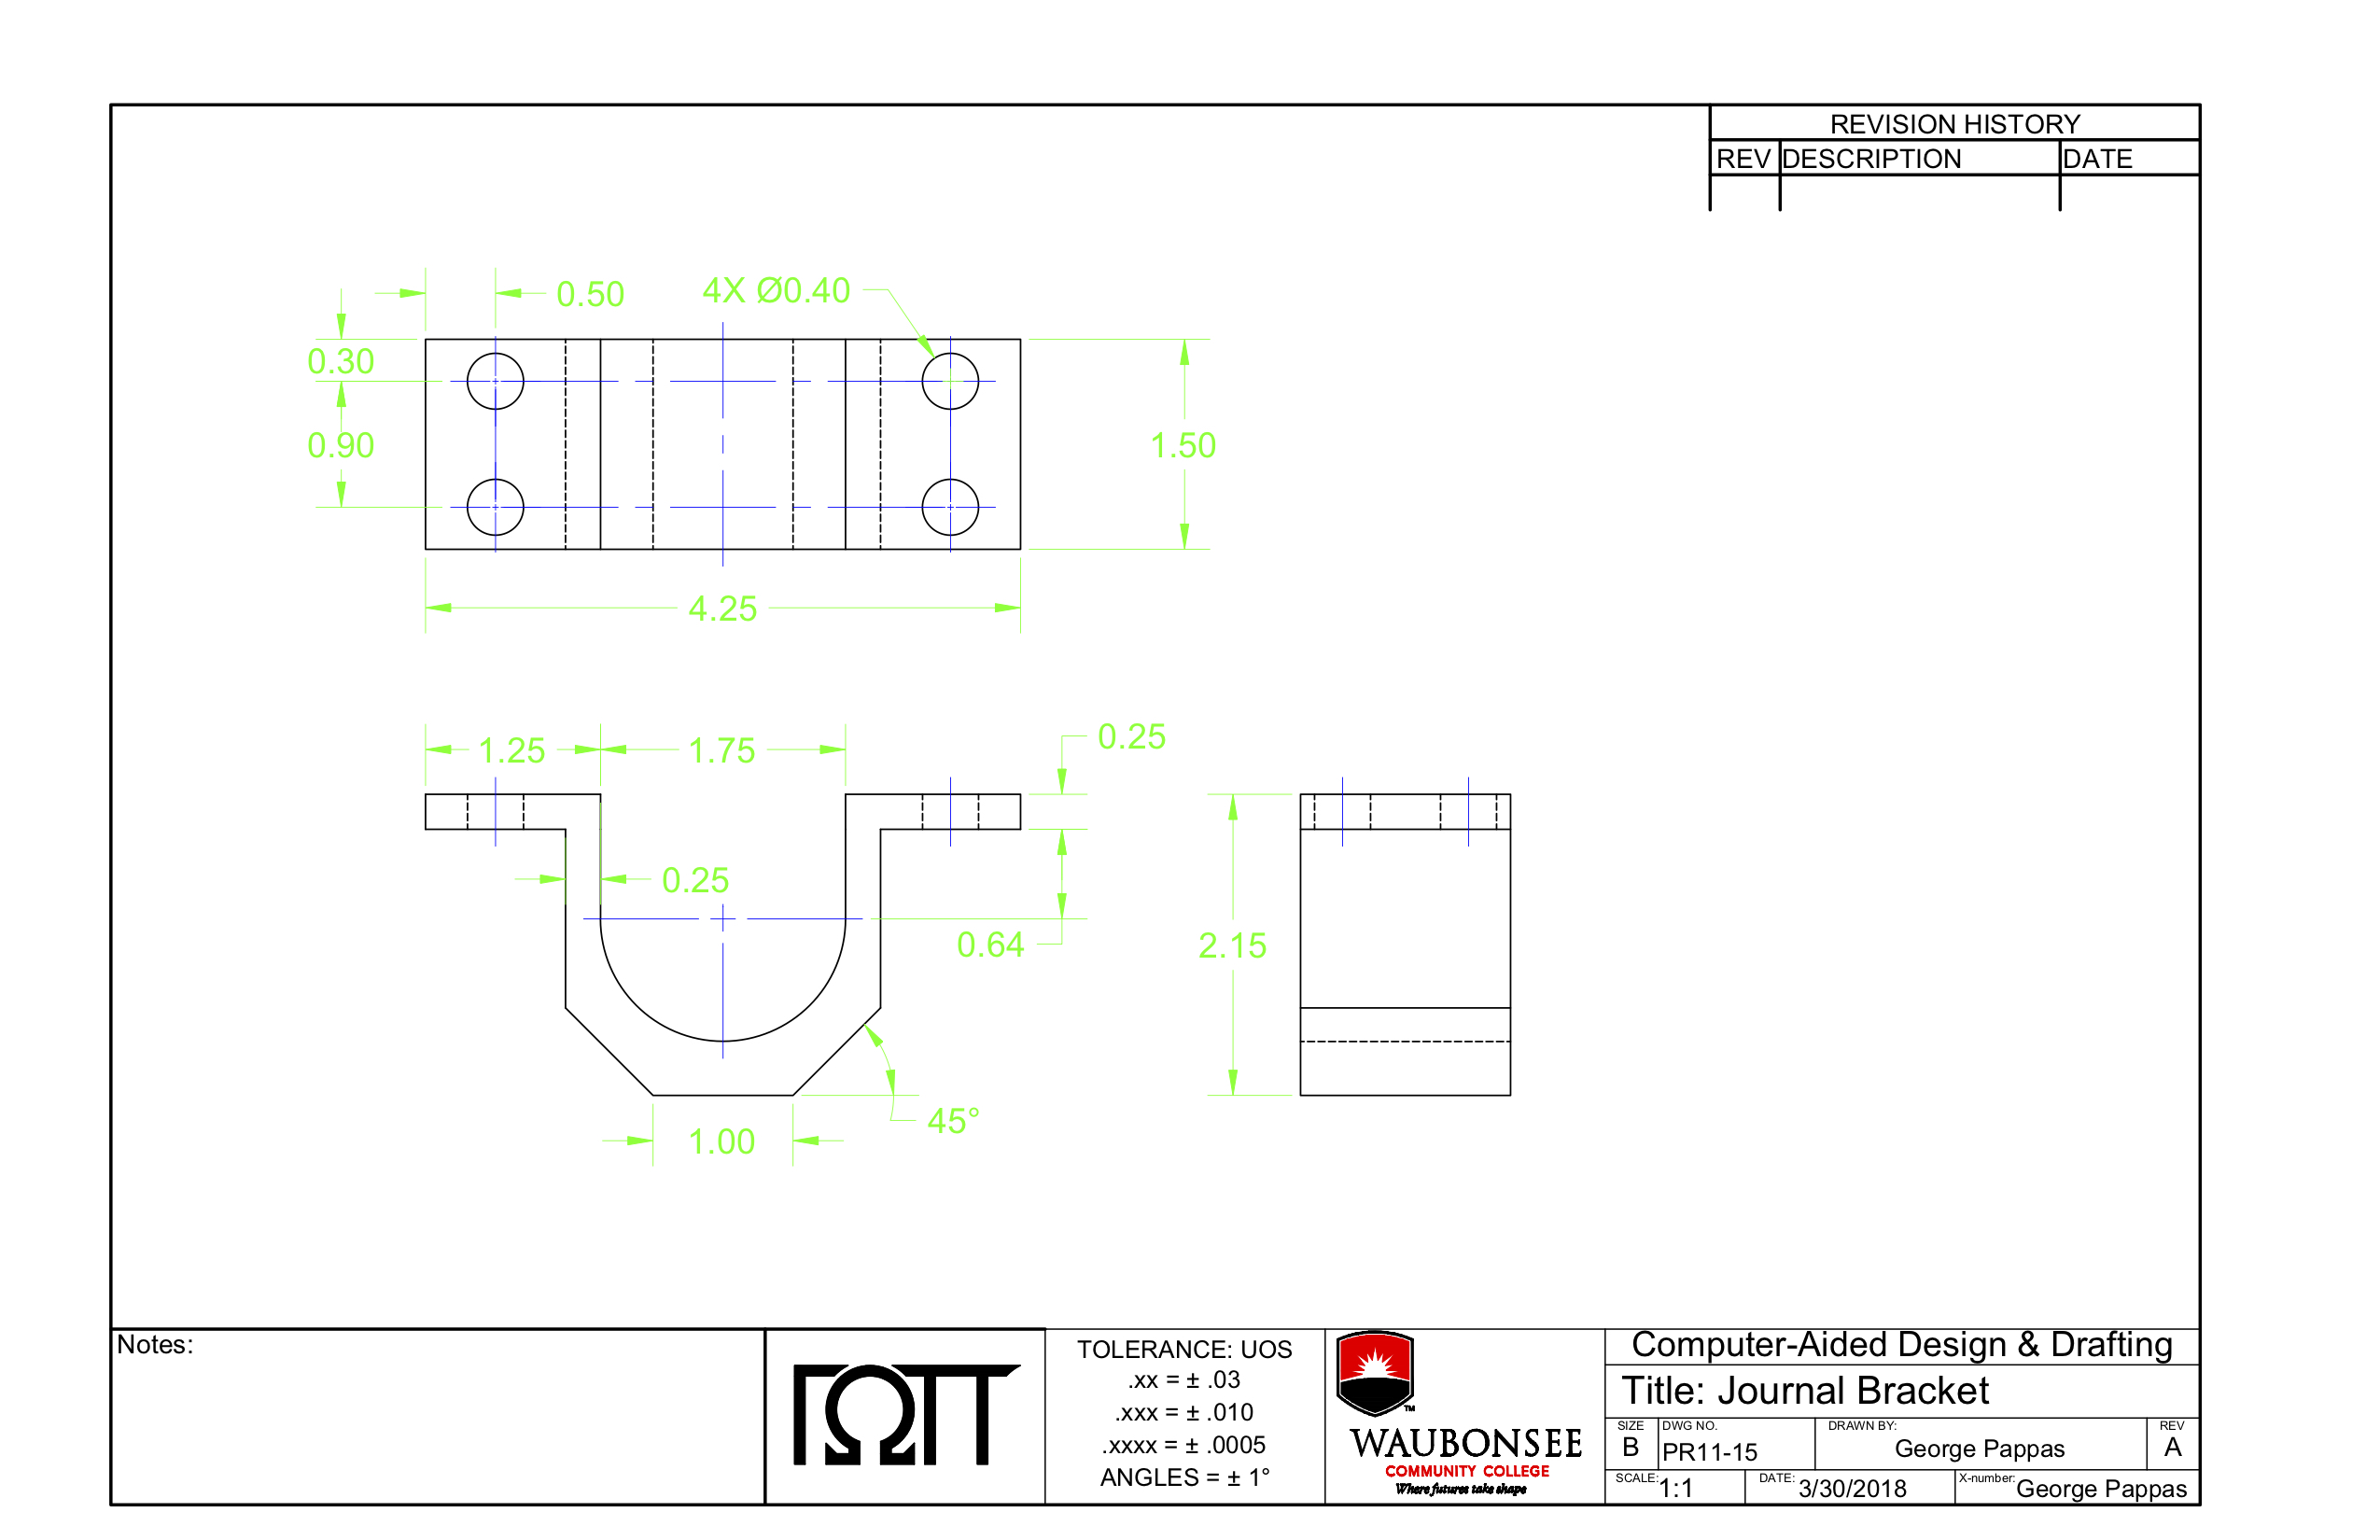 REVISION HISTORY
REV DESCRIPTION DATE
0.50 4X Ø0.40
0.30
0.90 1.50
4.25
1.25 1.75 0.25
0.25
0.64 2.15
45°
1.00
Notes:
ΓΩΠ
TOLERANCE: UOS
.xx = ± .03
.xxx = ± .010
.xxxx = ± .0005
ANGLES = ± 1°
TM
WAUBONSEE
COMMUNITY COLLEGE
Where futures take shape
Computer-Aided Design & Drafting
Title: Journal Bracket
SIZE DWG NO. DRAWN BY: REV
B PR11-15 George Pappas A
SCALE: 1:1 DATE: 3/30/2018 X-number: George Pappas